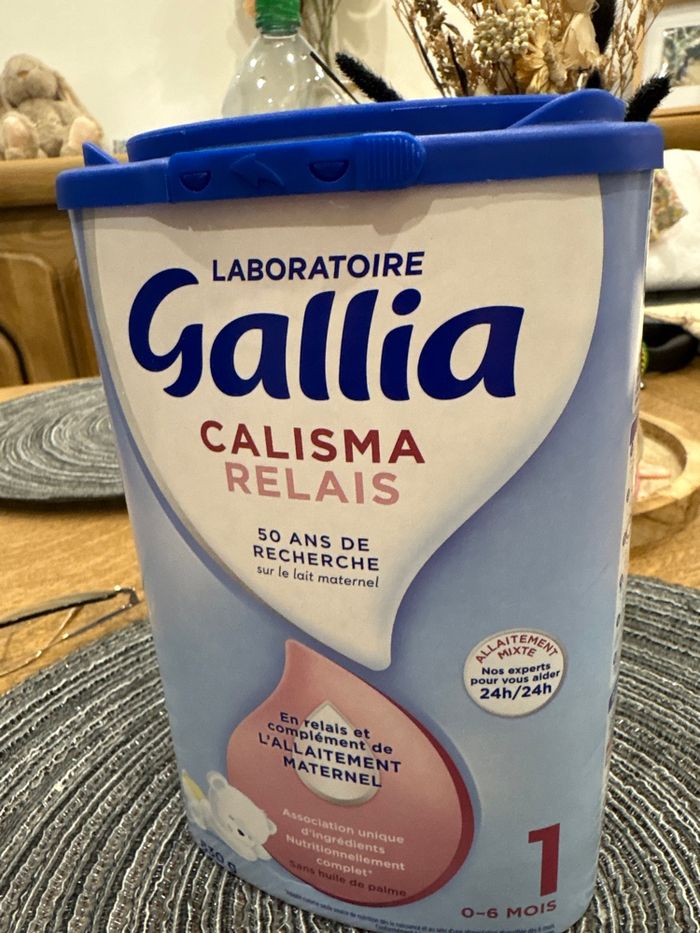 LABORATOIRE
Gallia
CALISMA
RELAIS
50 ANS DE
RECHERCHE
sur le lait maternel
ALLAITEMENT
MIXTE
Nos experts
pour vous aider
24h/24h
En relais et
complément de
L'ALLAITEMENT
MATERNEL
Association unique
d'ingrédients
Nutritionnellement
complet*
Sans huile de palme
1
0-6 MOIS